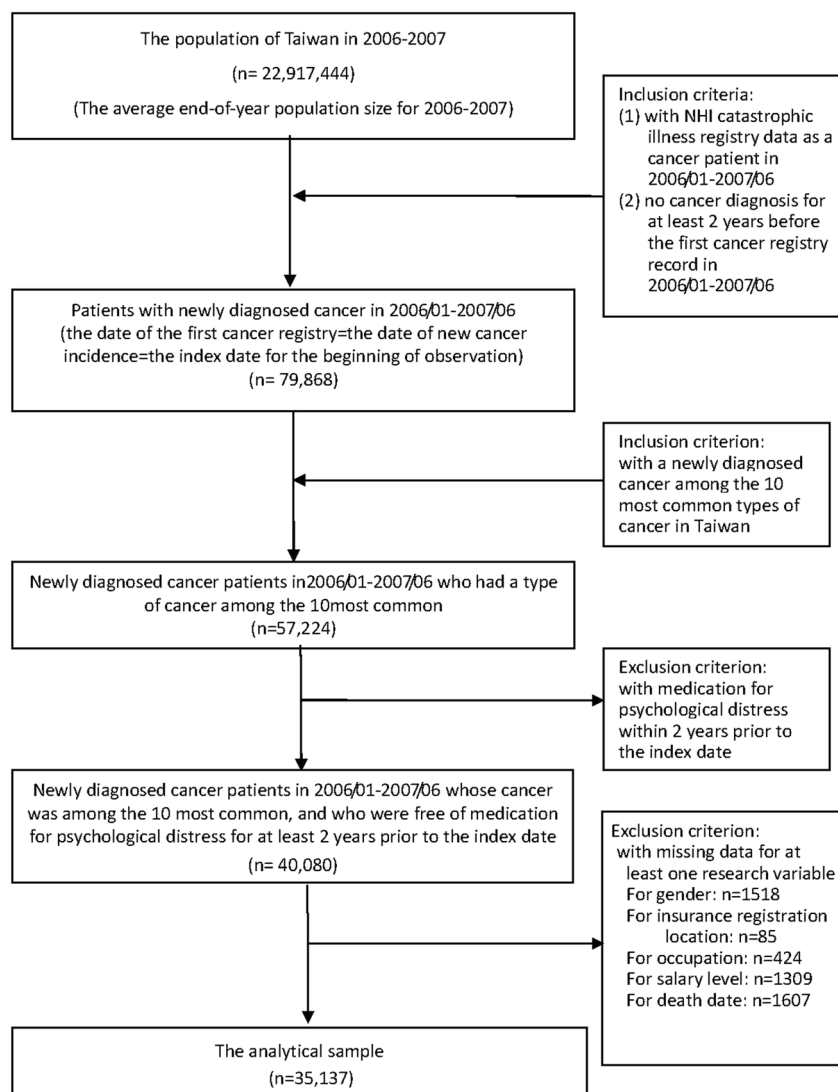 The population of Taiwan in 2006-2007
(n= 22,917,444)
(The average end-of-year population size for 2006-2007)
Inclusion criteria:
(1) with NHI catastrophic
illness registry data as a
cancer patient in
2006/01-2007/06
(2) no cancer diagnosis for
at least 2 years before
the first cancer registry
record in
2006/01-2007/06
Patients with newly diagnosed cancer in 2006/01-2007/06
(the date of the first cancer registry=the date of new cancer
incidence=the index date for the beginning of observation)
(n= 79,868)
Inclusion criterion:
with a newly diagnosed
cancer among the 10
most common types of
cancer in Taiwan
Newly diagnosed cancer patients in2006/01-2007/06 who had a type
of cancer among the 10most common
(n=57,224)
Exclusion criterion:
with medication for
psychological distress
within 2 years prior to
the index date
Newly diagnosed cancer patients in 2006/01-2007/06 whose cancer
was among the 10 most common, and who were free of medication
for psychological distress for at least 2 years prior to the index date
(n= 40,080)
Exclusion criterion:
with missing data for at
least one research variable
For gender: n=1518
For insurance registration
location: n=85
For occupation: n=424
For salary level: n=1309
For death date: n=1607
The analytical sample
(n=35,137)